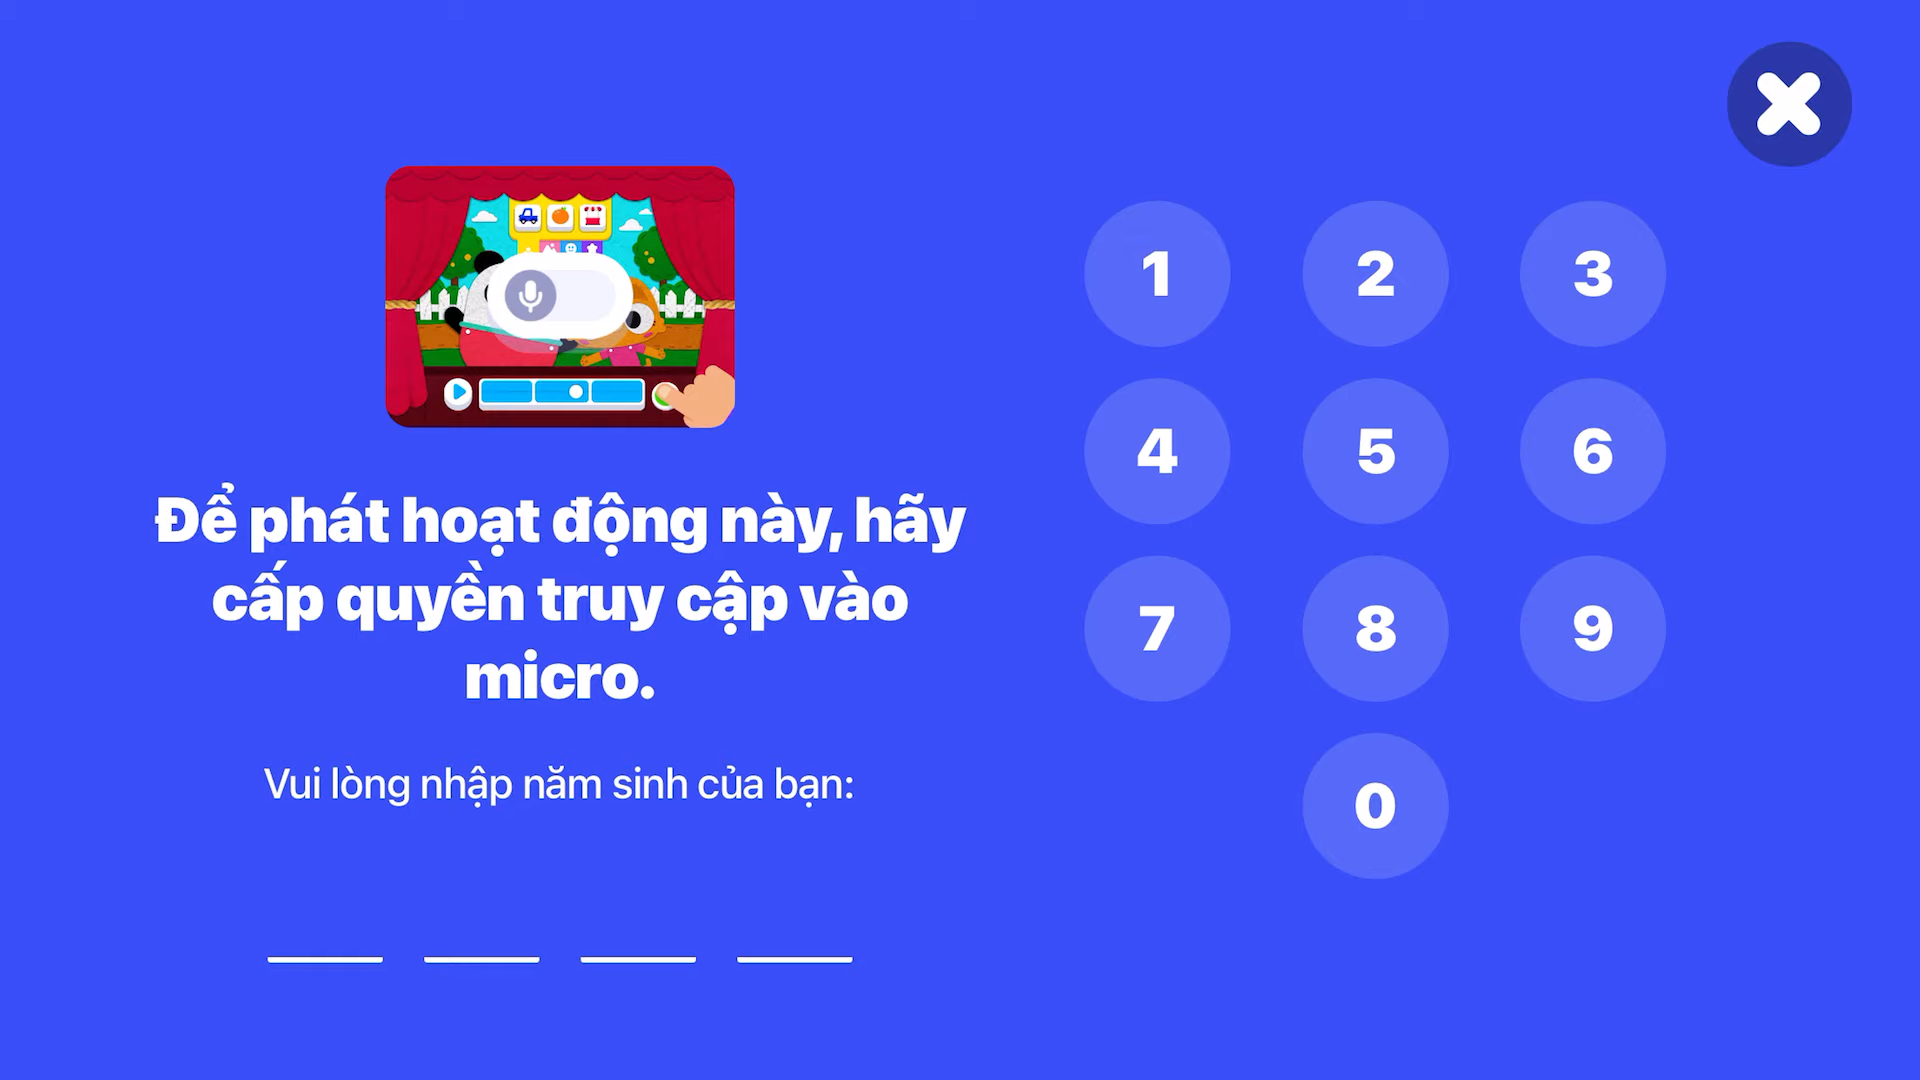 Để phát hoạt động này, hãy
cấp quyền truy cập vào
micro.
Vui lòng nhập năm sinh của bạn:
1 2 3
4 5 6
7 8 9
0